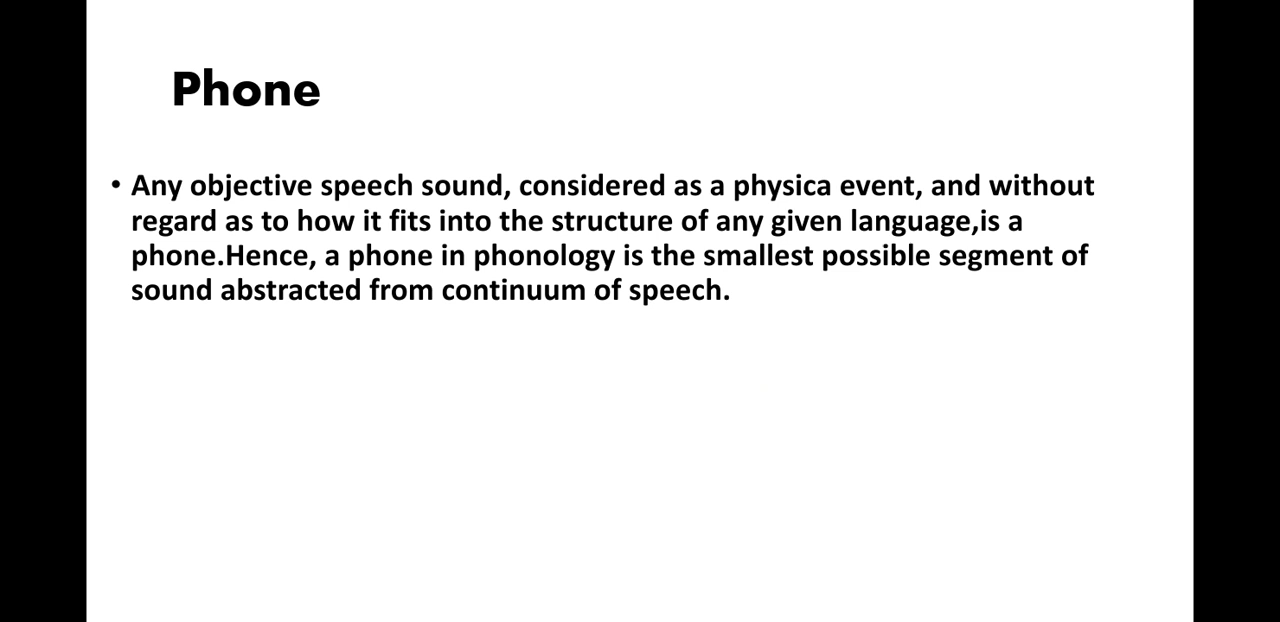 Phone
• Any objective speech sound, considered as a physica event, and without
regard as to how it fits into the structure of any given language,is a
phone.Hence, a phone in phonology is the smallest possible segment of
sound abstracted from continuum of speech.